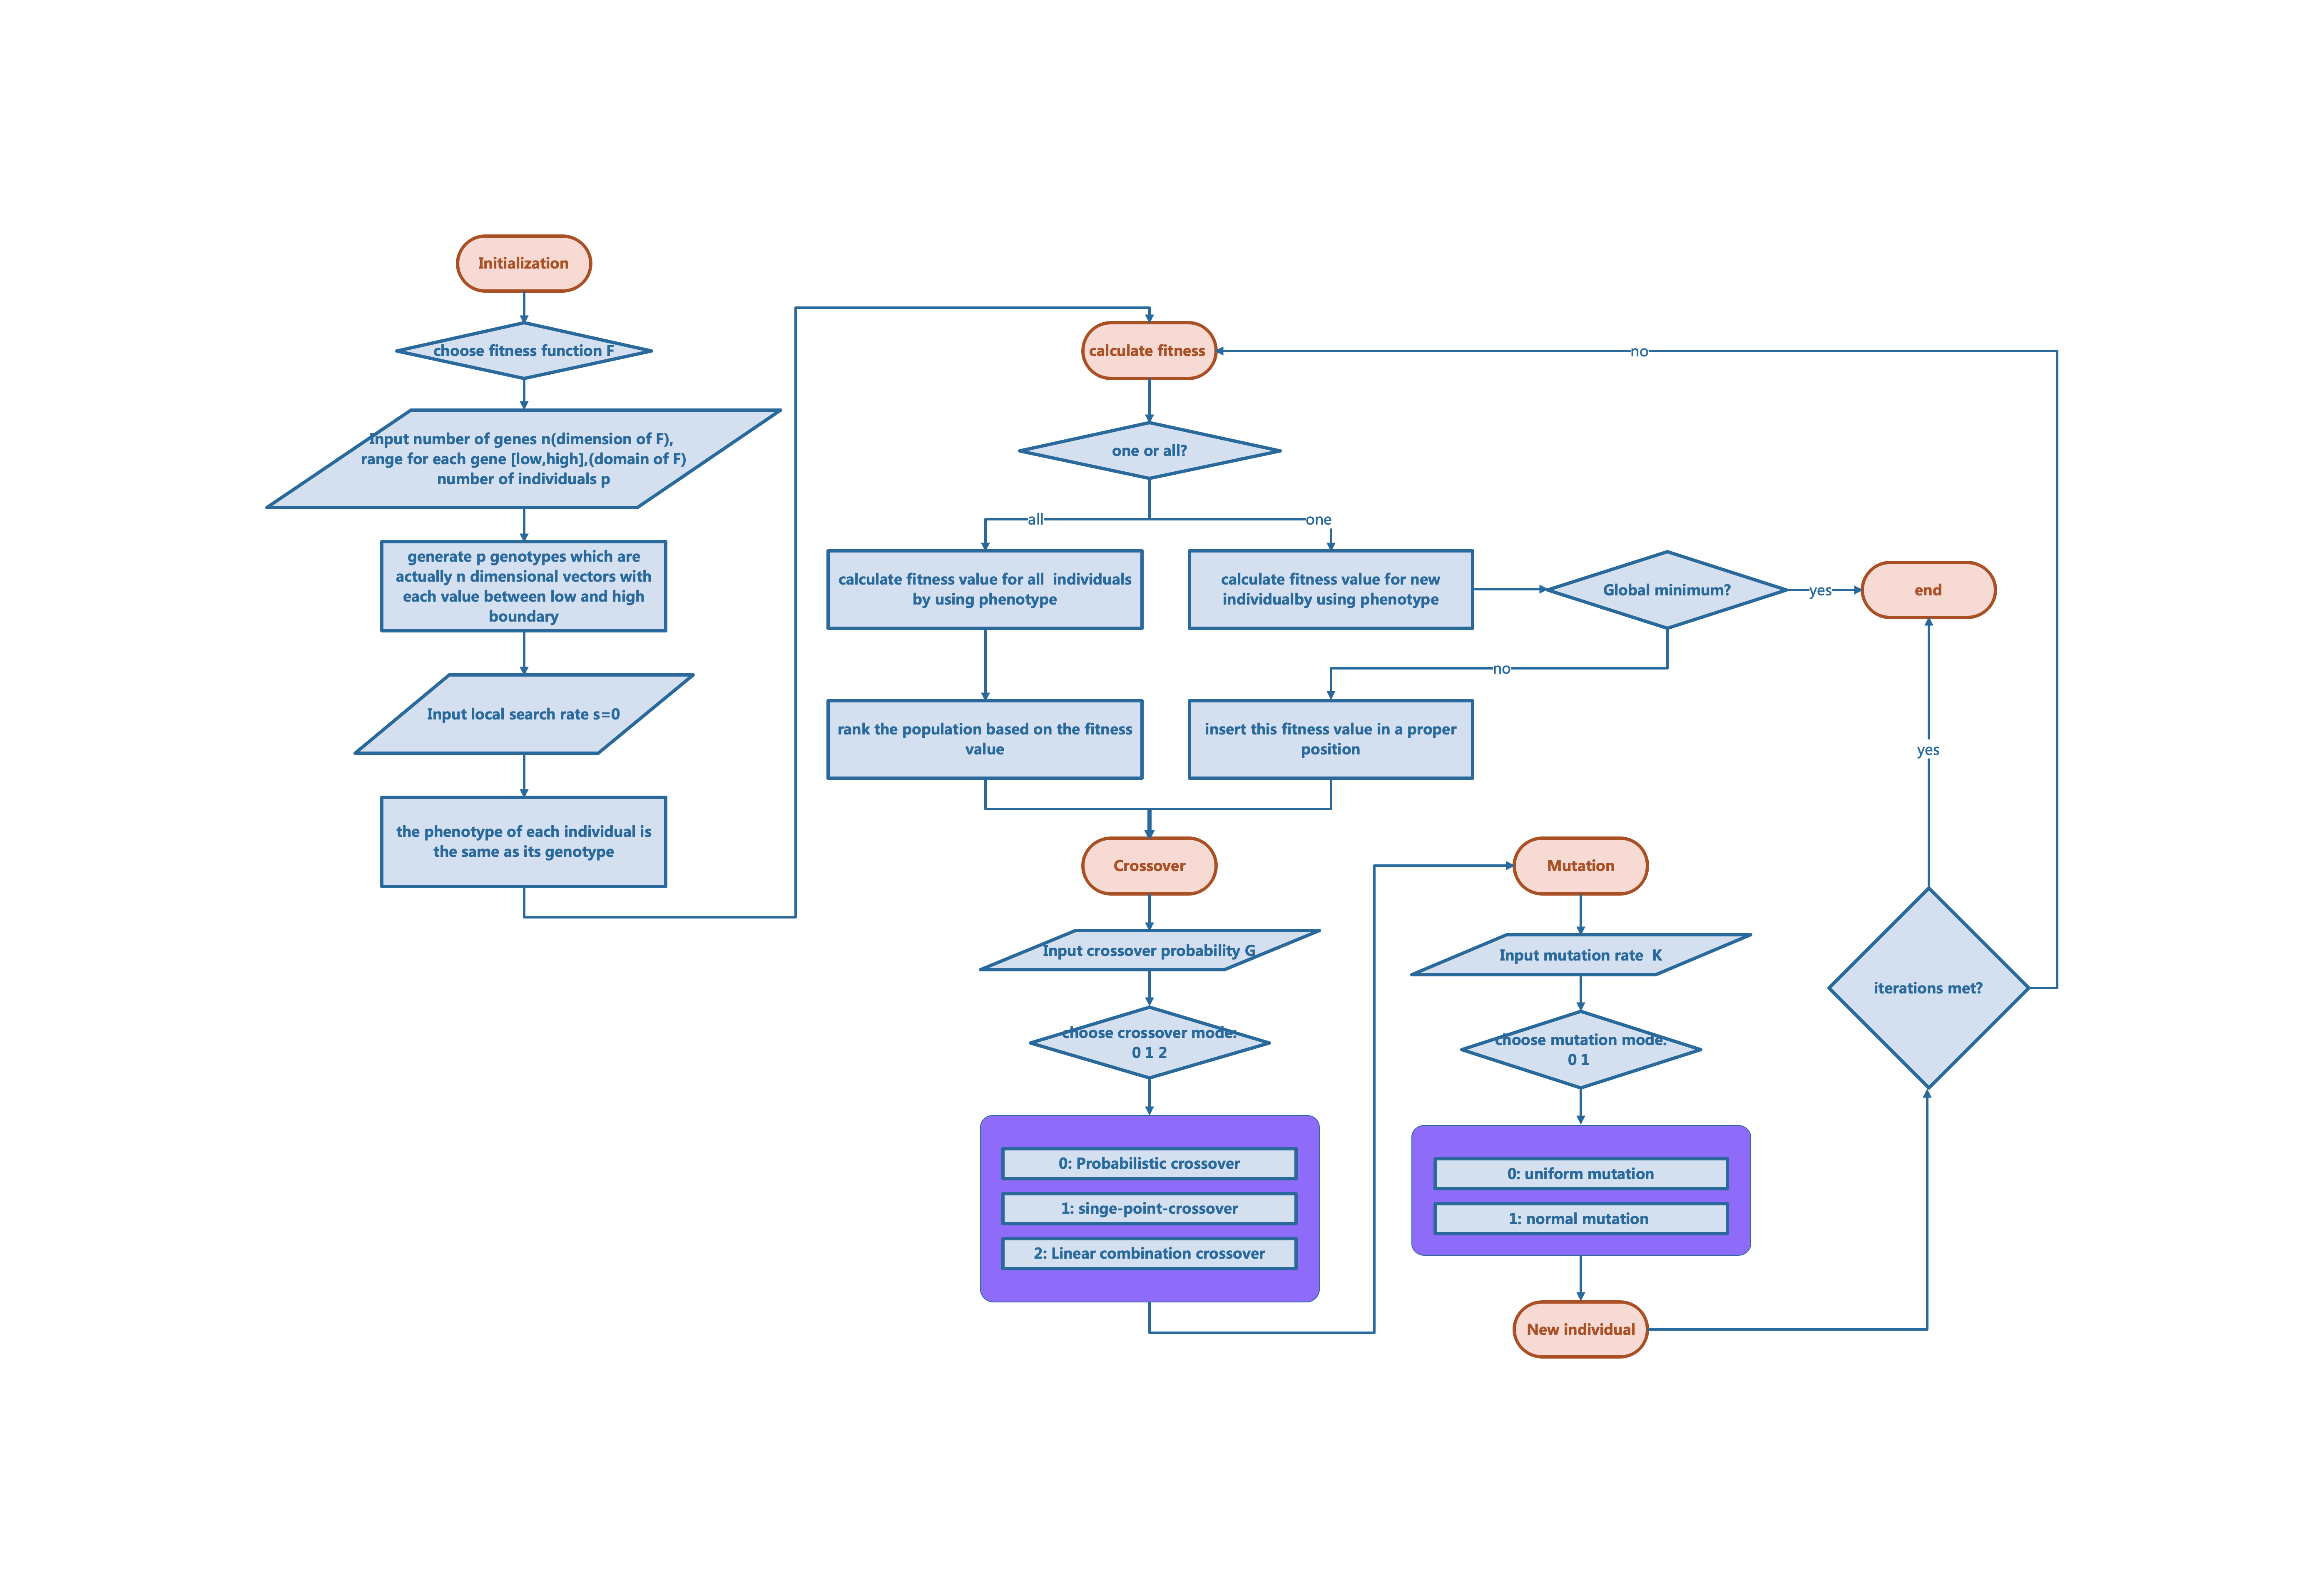 Initialization
choose fitness function F
Input number of genes n(dimension of F),
range for each gene [low,high],(domain of F)
number of individuals p
generate p genotypes which are
actually n dimensional vectors with
each value between low and high
boundary
Input local search rate s=0
the phenotype of each individual is
the same as its genotype
calculate fitness
no
one or all?
all
one
calculate fitness value for all  individuals
by using phenotype
calculate fitness value for new
individualby using phenotype
Global minimum?
yes
end
no
rank the population based on the fitness
value
insert this fitness value in a proper
position
yes
Crossover
Input crossover probability G
choose crossover mode:
0 1 2
0: Probabilistic crossover
1: singe-point-crossover
2: Linear combination crossover
Mutation
Input mutation rate  K
choose mutation mode:
0 1
0: uniform mutation
1: normal mutation
New individual
iterations met?